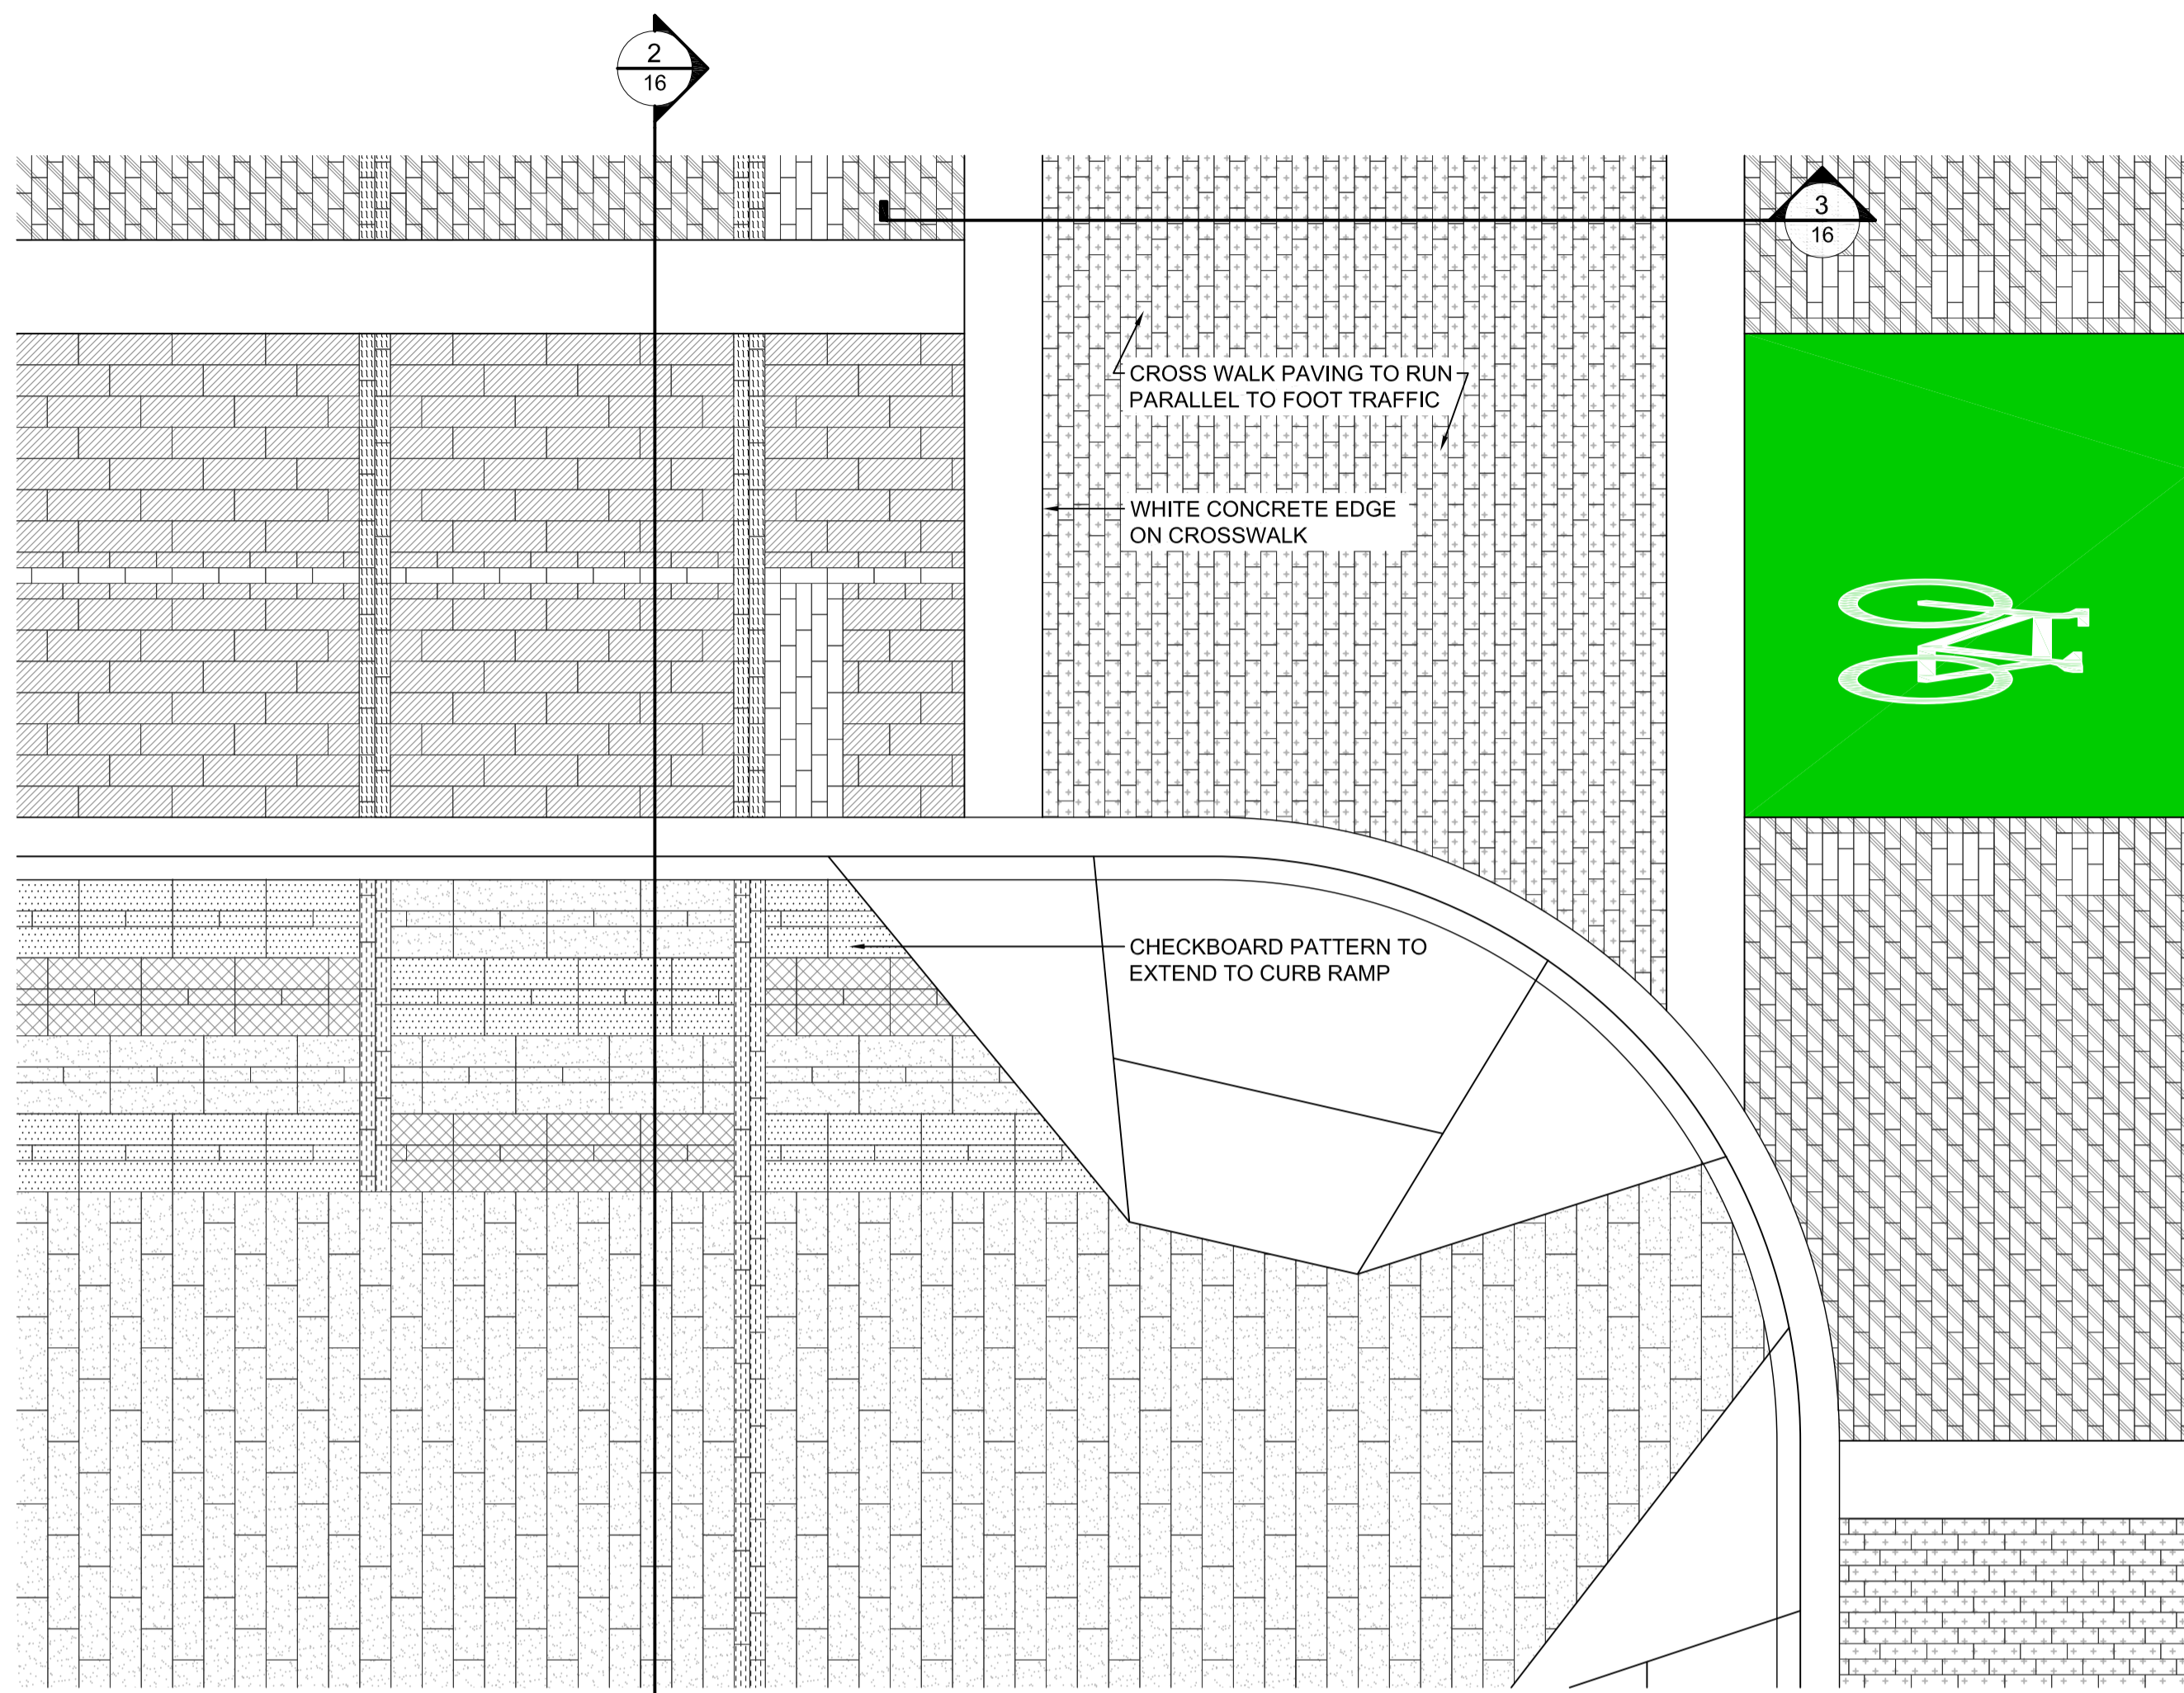 2
16
3
16
CROSS WALK PAVING TO RUN
PARALLEL TO FOOT TRAFFIC
WHITE CONCRETE EDGE
ON CROSSWALK
CHECKBOARD PATTERN TO
EXTEND TO CURB RAMP